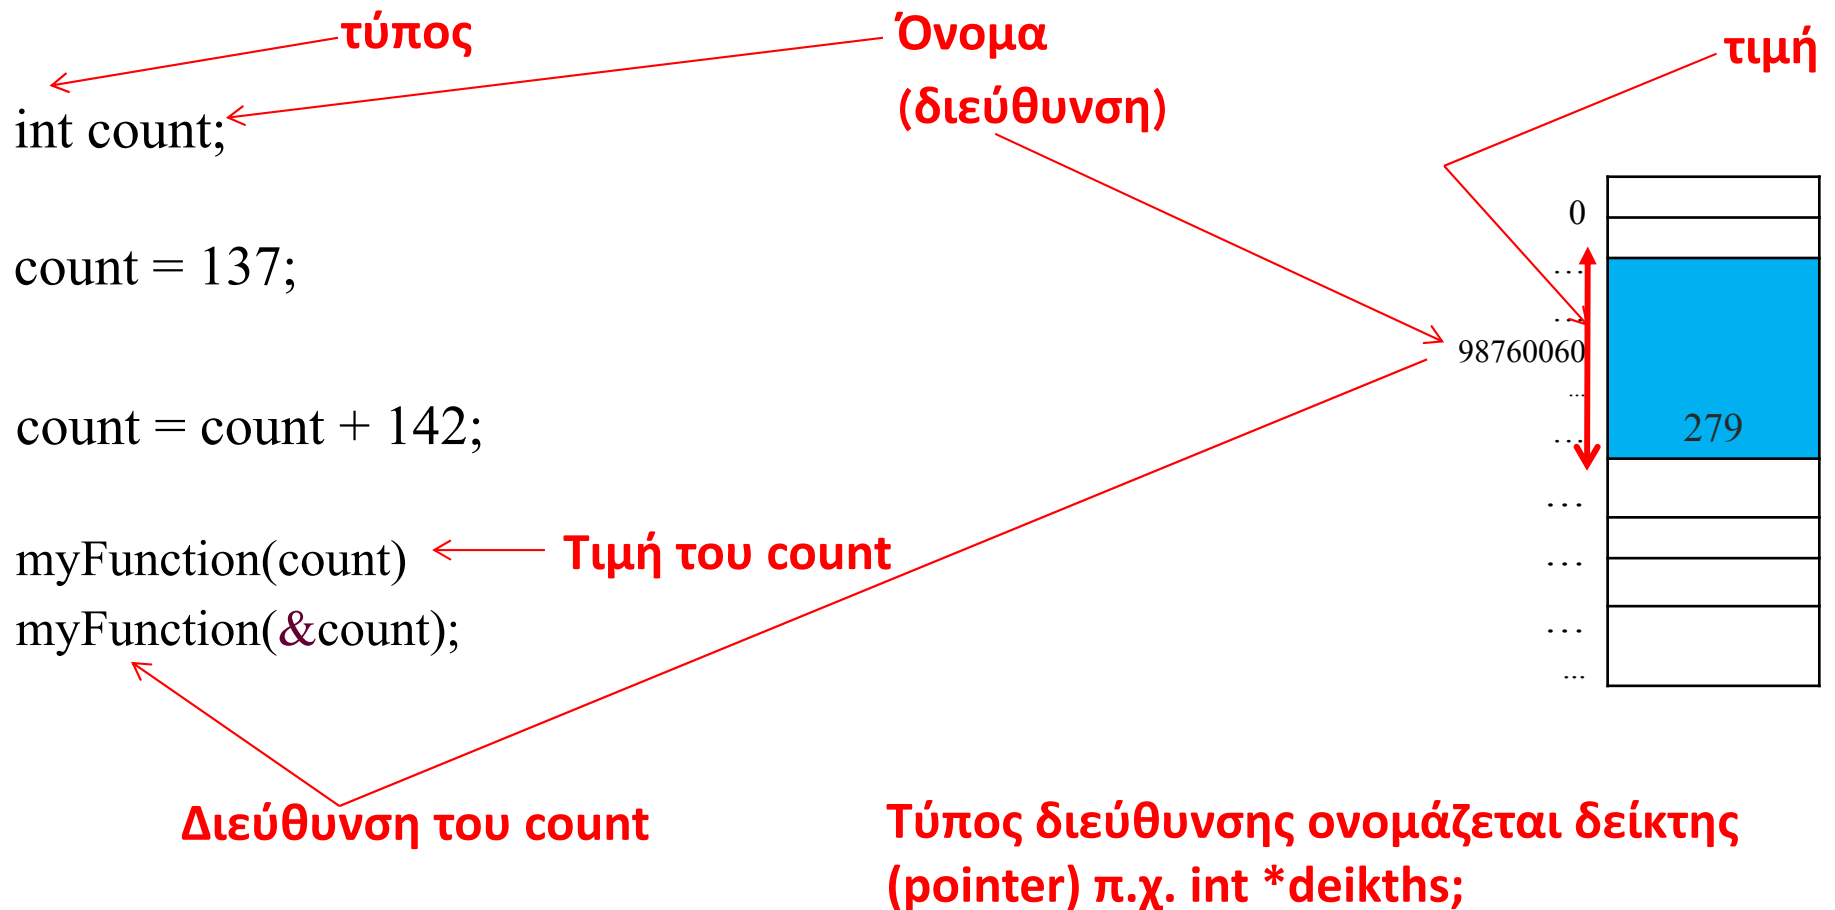 τύπος
Όνομα
(διεύθυνση)
τιμή
int count;
count = 137;
count = count + 142;
myFunction(count)
Τιμή του count
myFunction(&count);
Διεύθυνση του count
0
...
...
98760060
...
...
279
...
...
...
...
Τύπος διεύθυνσης ονομάζεται δείκτης
(pointer) π.χ. int *deikths;